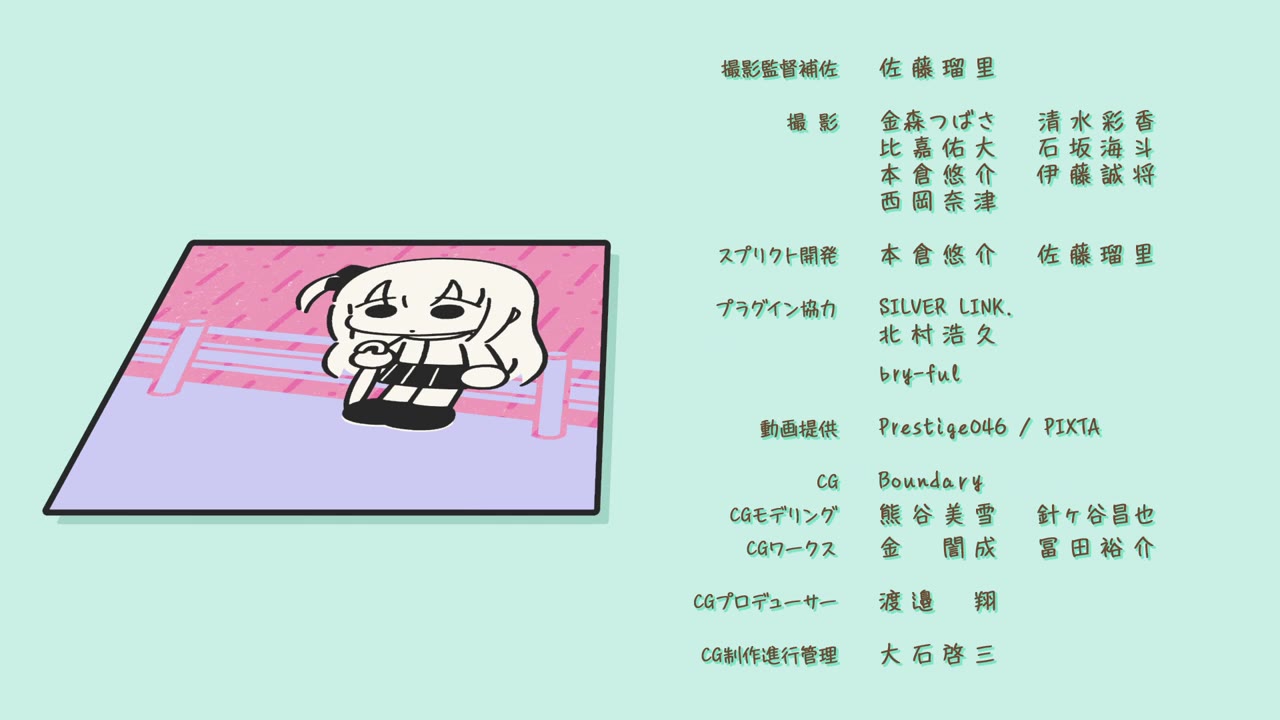 撮影監督補佐 佐藤瑠里
撮影 金森つばさ 清水彩香
比嘉佑大 石坂海斗
本倉悠介 伊藤誠将
西岡奈津
スプリクト開発 本倉悠介 佐藤瑠里
プラグイン協力 SILVER LINK.
北村浩久
bry-ful
動画提供 Prestige046 / PIXTA
CG Boundary
CGモデリング 熊谷美雪 針ヶ谷昌也
CGワークス 金 誾成 冨田裕介
CGプロデューサー 渡邉 翔
CG制作進行管理 大石啓三